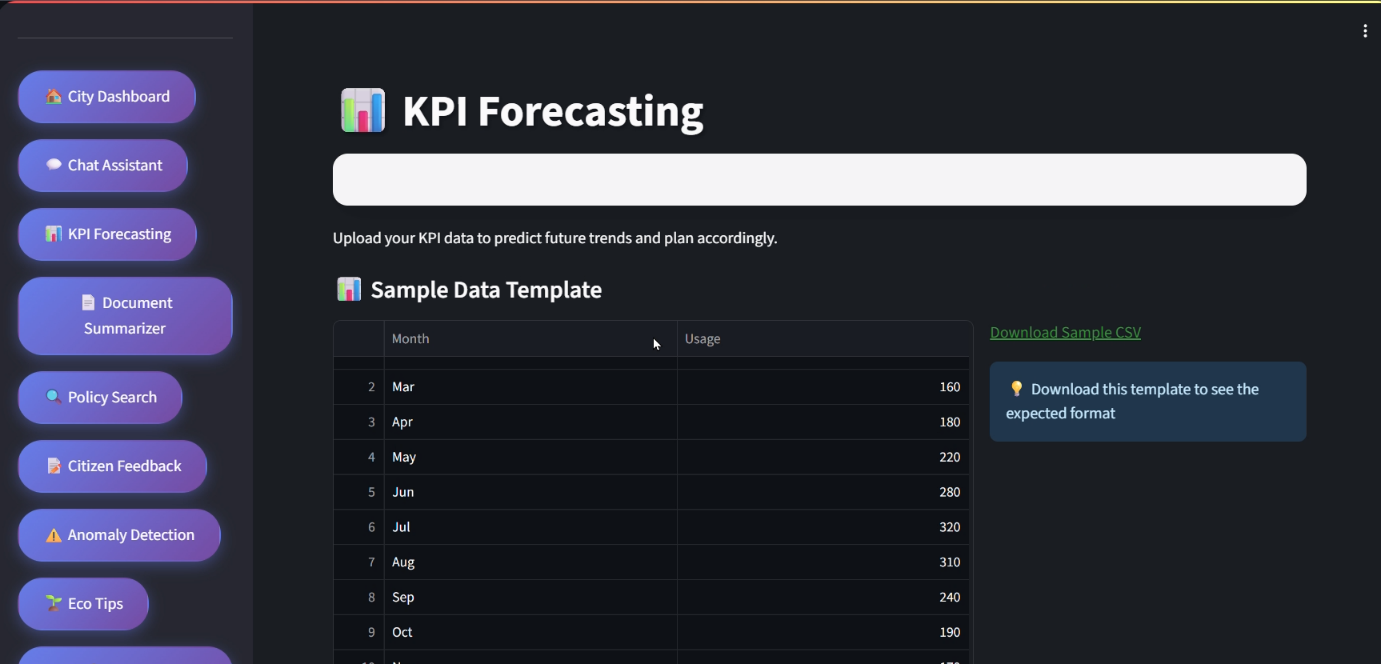 City Dashboard
Chat Assistant
KPI Forecasting
Document
Summarizer
Policy Search
Citizen Feedback
Anomaly Detection
Eco Tips
KPI Forecasting
Upload your KPI data to predict future trends and plan accordingly.
Sample Data Template
Month Usage
2 Mar 160
3 Apr 180
4 May 220
5 Jun 280
6 Jul 320
7 Aug 310
8 Sep 240
9 Oct 190
Download Sample CSV
Download this template to see the
expected format